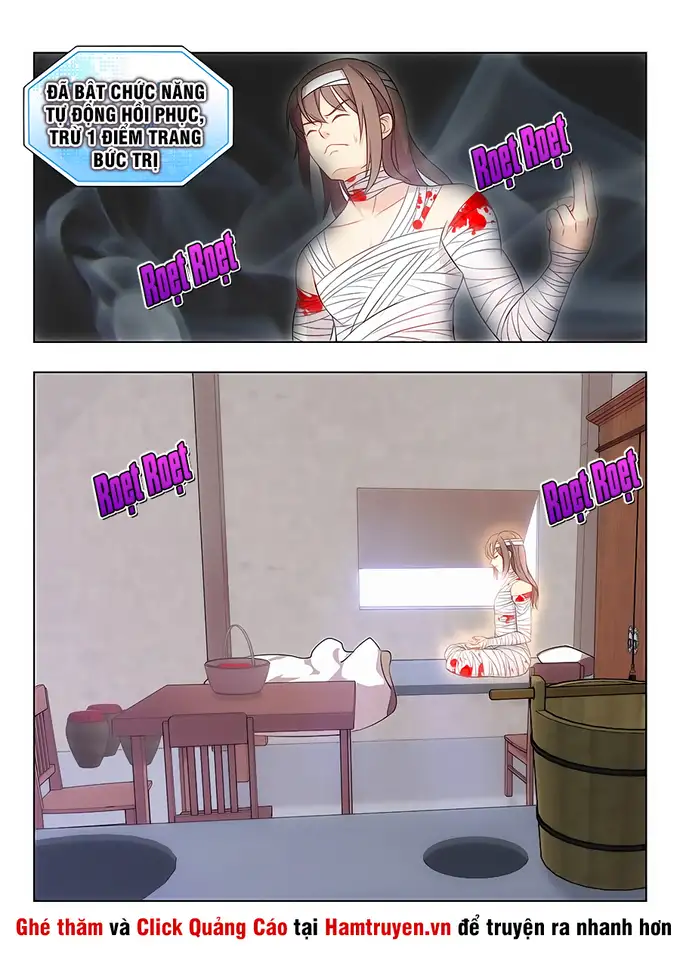 ĐÃ BẬT CHỨC NĂNG
TỰ ĐỘNG HỒI PHỤC,
TRỪ 1 ĐIỂM TRANG
BỨC TRỊ
Roẹt Roẹt
Roẹt Roẹt
Roẹt Roẹt
Roẹt Roẹt
Ghé thăm và Click Quảng Cáo tại Hamtruyen.vn để truyện ra nhanh hơn